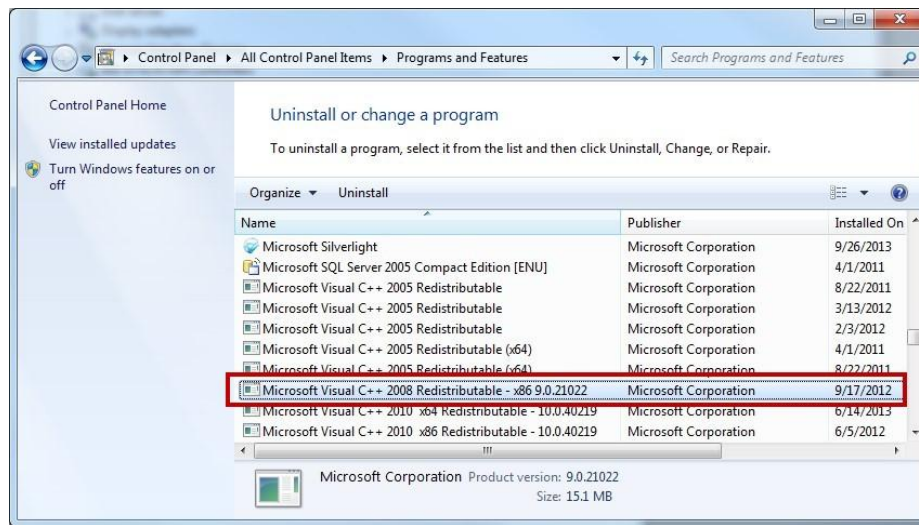 Control Panel ▸ All Control Panel Items ▸ Programs and Features
Search Programs and Features
Control Panel Home
View installed updates
Turn Windows features on or
off
Uninstall or change a program
To uninstall a program, select it from the list and then click Uninstall, Change, or Repair.
Organize Uninstall
Name Publisher Installed On
Microsoft Silverlight Microsoft Corporation 9/26/2013
Microsoft SQL Server 2005 Compact Edition [ENU] Microsoft Corporation 4/1/2011
Microsoft Visual C++ 2005 Redistributable Microsoft Corporation 8/22/2011
Microsoft Visual C++ 2005 Redistributable Microsoft Corporation 3/13/2012
Microsoft Visual C++ 2005 Redistributable Microsoft Corporation 2/3/2012
Microsoft Visual C++ 2005 Redistributable (x64) Microsoft Corporation 4/1/2011
Microsoft Visual C++ 2005 Redistributable (x64) Microsoft Corporation 8/22/2011
Microsoft Visual C++ 2008 Redistributable - x86 9.0.21022 Microsoft Corporation 9/17/2012
Microsoft Visual C++ 2010 x64 Redistributable - 10.0.40219 Microsoft Corporation 6/14/2013
Microsoft Visual C++ 2010 x86 Redistributable - 10.0.40219 Microsoft Corporation 6/5/2012
Microsoft Corporation Product version: 9.0.21022
Size: 15.1 MB